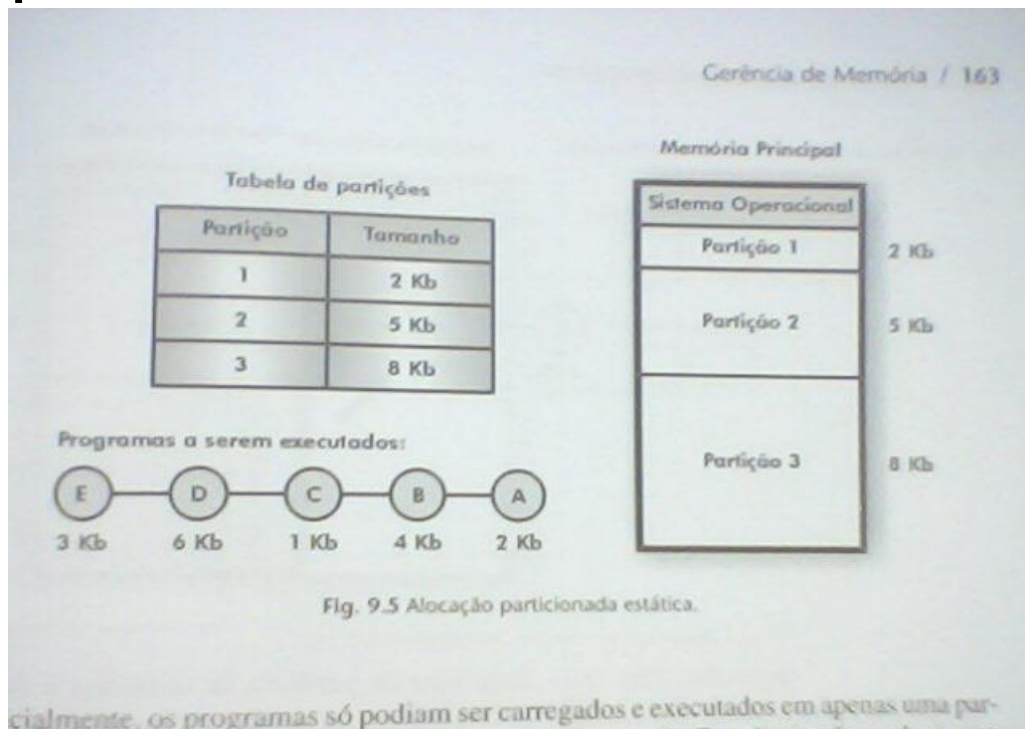 Gerência de Memória / 163
Tabela de partições
Partição Tamanho
1 2 Kb
2 5 Kb
3 8 Kb
Programas a serem executados:
E D C B A
3 Kb 6 Kb 1 Kb 4 Kb 2 Kb
Memória Principal
Sistema Operacional
Partição 1 2 Kb
Partição 2 5 Kb
Partição 3 8 Kb
Fig. 9.5 Alocação particionada estática.
cialmente, os programas só podiam ser carregados e executados em apenas uma par-